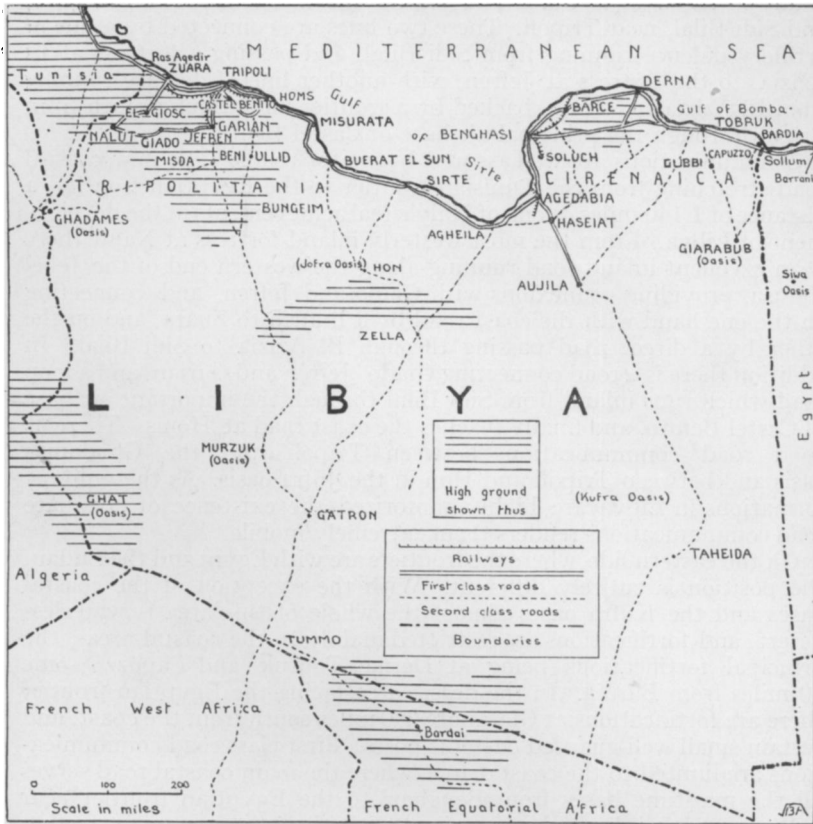 MEDITERRANEAN SEA
Tunisia
Ras Agedir
ZUARA
TRIPOLI
CASTEL BENITO
HOMS
Gulf of Sirte
MISURATA
EL GIOSC
GARIAN
NALUT
GIADO
JEFREN
MISDA
BENI ULLID
BUERAT EL SUN
SIRTE
TRIPOLITANIA
BUNGEIM
GHADAMES
(Oasis)
DERNA
BARCE
Gulf of Bomba
TOBRUK
BARDIA
BENGHASI
SOLUCH
GUBBI
CAPUZZO
Sollum
CIRENAICA
AGEDABIA
HASEIAT
AGHEILA
JARABUB
(Oasis)
Siwa
Oasis
(Jofra Oasis)
HON
AUJILA
ZELLA
LIBYA
Egypt
MURZUK
(Oasis)
GHAT
(Oasis)
GATRON
High ground
shown thus
(Kufra Oasis)
Railways
First class roads
Second class roads
Boundaries
TAHEIDA
Algeria
TUMMO
French West Africa
Bardai
0 100 200
Scale in miles
French Equatorial Africa